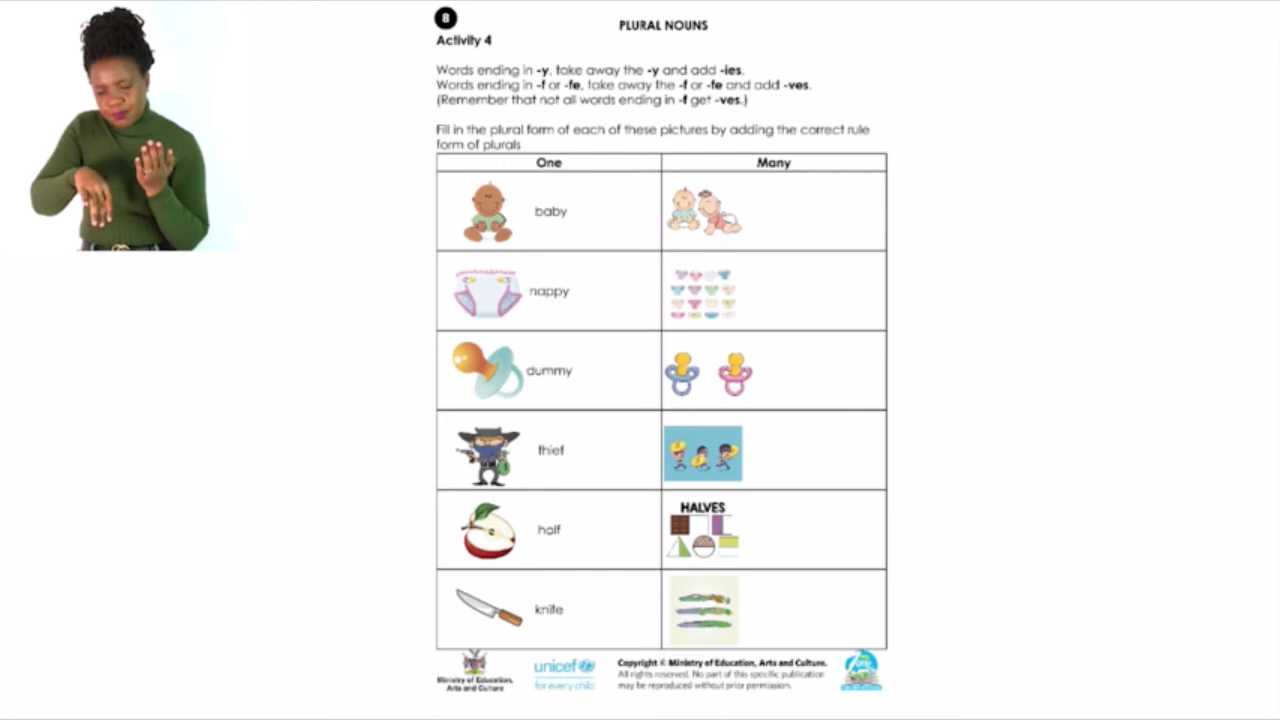 8
PLURAL NOUNS
Activity 4
Words ending in -y, take away the -y and add -ies.
Words ending in -f or -fe, take away the -f or -fe and add -ves.
(Remember that not all words ending in -f get -ves.)
Fill in the plural form of each of these pictures by adding the correct rule
form of plurals
One Many
baby
nappy
dummy
thief
half
HALVES
knife
Ministry of Education,
Arts and Culture
unicef
for every child
Copyright © Ministry of Education, Arts and Culture.
All rights reserved. No part of this specific publication
may be reproduced without prior permission.